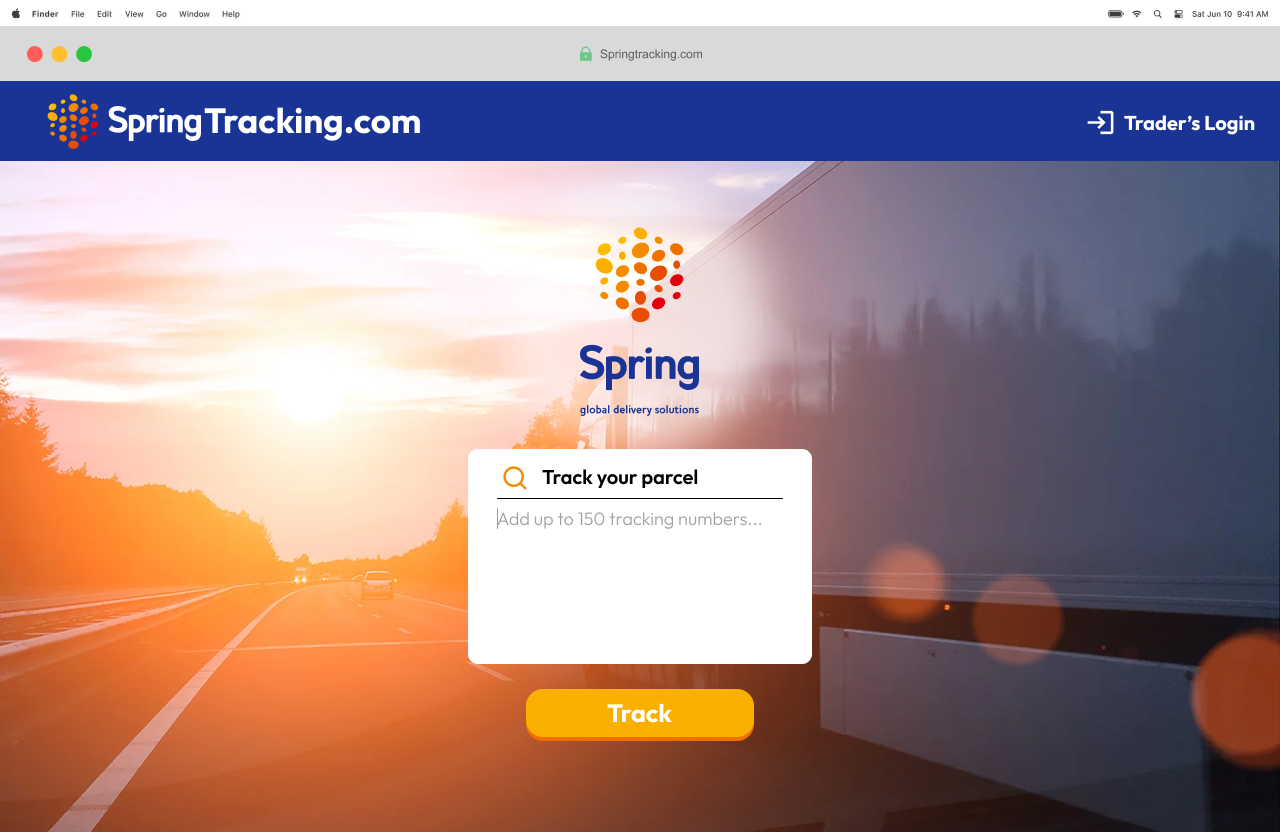 Finder File Edit View Go Window Help Sat Jun 10 9:41 AM
Springtracking.com
SpringTracking.com Trader's Login
Spring
global delivery solutions
Track your parcel
Add up to 150 tracking numbers...
Track